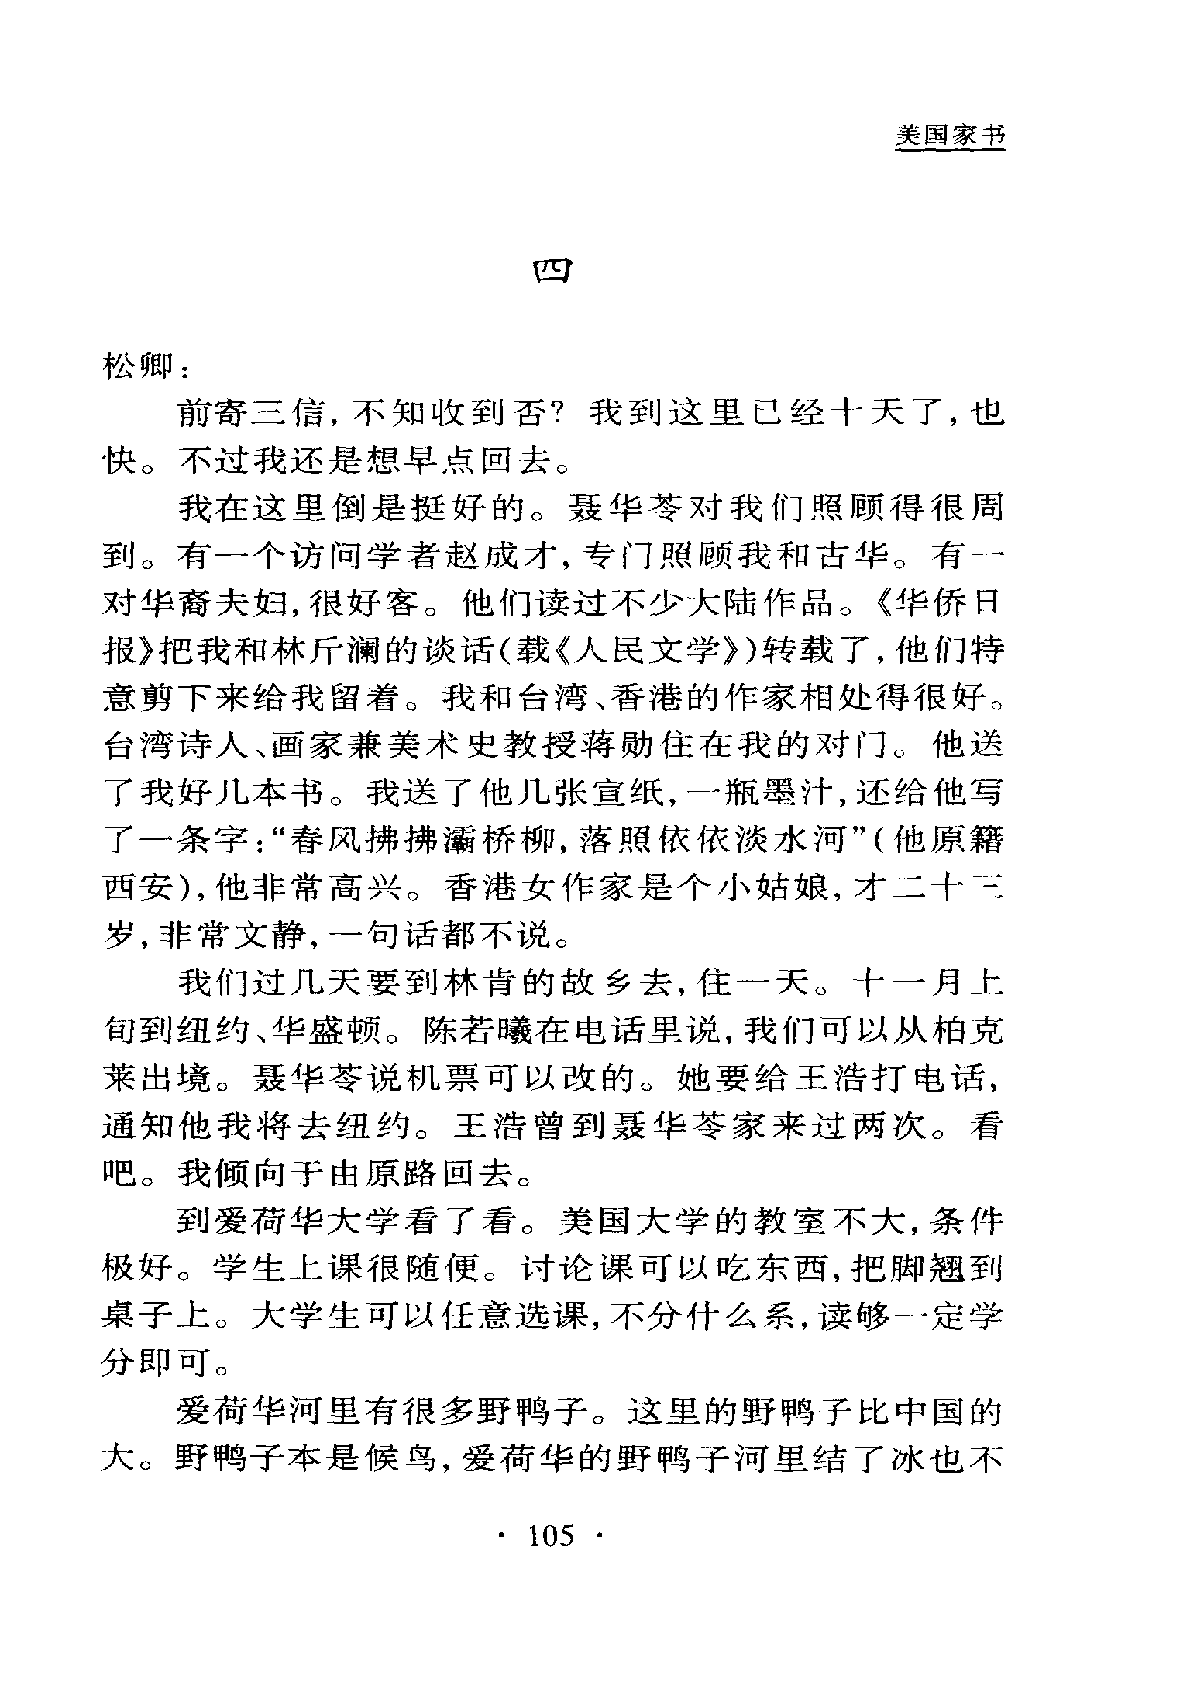 美国家书
四
松卿：
前寄三信，不知收到否？我到这里已经十天了，也
快。不过我还是想早点回去。
我在这里倒是挺好的。聂华苓对我们照顾得很周
到。有一个访问学者赵成才，专门照顾我和古华。有一
对华裔夫妇，很好客。他们读过不少大陆作品。《华侨日
报》把我和林斤澜的谈话（载《人民文学》）转载了，他们特
意剪下来给我留着。我和台湾、香港的作家相处得很好。
台湾诗人、画家兼美术史教授蒋勋住在我的对门。他送
了我好几本书。我送了他几张宣纸，一瓶墨汁，还给他写
了一条字：“春风拂拂灞桥柳，落照依依淡水河”（他原籍
西安），他非常高兴。香港女作家是个小姑娘，才二十三
岁，非常文静，一句话都不说。
我们过几天要到林肯的故乡去，住一天。十一月上
旬到纽约、华盛顿。陈若曦在电话里说，我们可以从柏克
莱出境。聂华苓说机票可以改的。她要给王浩打电话，
通知他我将去纽约。王浩曾到聂华苓家来过两次。看
吧。我倾向于由原路回去。
到爱荷华大学看了看。美国大学的教室不大，条件
极好。学生上课很随便。讨论课可以吃东西，把脚翘到
桌子上。大学生可以任意选课，不分什么系，读够一定学
分即可。
爱荷华河里有很多野鸭子。这里的野鸭子比中国的
大。野鸭子本是候鸟，爱荷华的野鸭子河里结了冰也不
· 105 ·